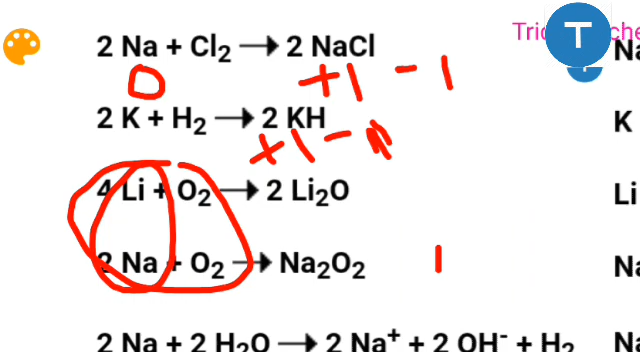 Tric
che
T
2 Na + Cl₂ → 2 NaCl
Na
0
+1 -1
2 K + H₂ → 2 KH
K
+1 -
4 Li + O₂ → 2 Li₂O
Li
2 Na + O₂ → Na₂O₂
1
Na
2 Na + 2 H₂O → 2 Na⁺ + 2 OH⁻ + H₂
Na